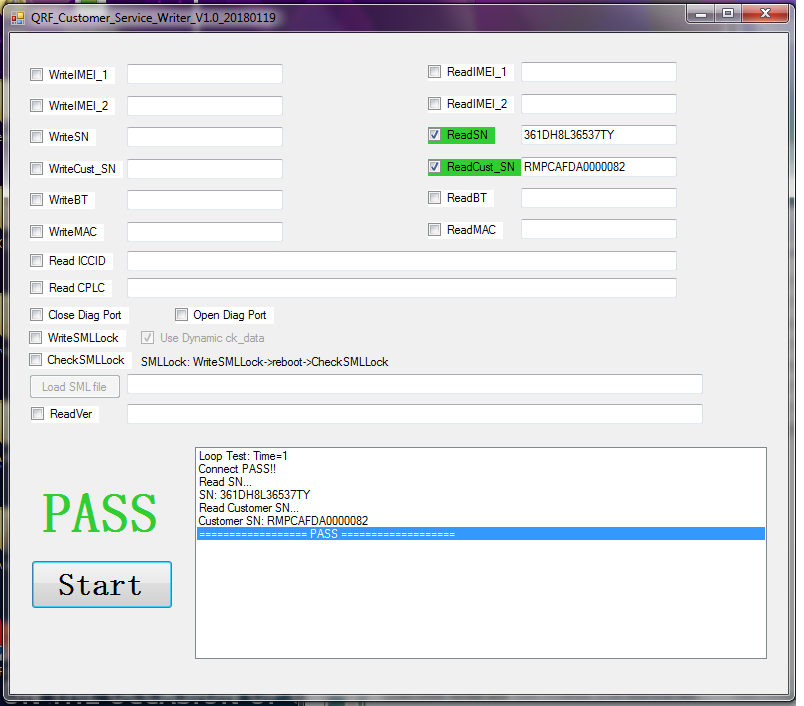 QRF_Customer_Service_Writer_V1.0_20180119
WriteIMEI_1
ReadIMEI_1
WriteIMEI_2
ReadIMEI_2
WriteSN
ReadSN 361DH8L36537TY
WriteCust_SN
ReadCust_SN RMPCAFDA0000082
WriteBT
ReadBT
WriteMAC
ReadMAC
Read ICCID
Read CPLC
Close Diag Port
Open Diag Port
WriteSMLLock
Use Dynamic ck_data
CheckSMLLock
SMLLock: WriteSMLLock->reboot->CheckSMLLock
Load SML file
ReadVer
PASS
Start
Loop Test: Time=1
Connect PASS!!
Read SN...
SN: 361DH8L36537TY
Read Customer SN...
Customer SN: RMPCAFDA0000082
================== PASS ===================